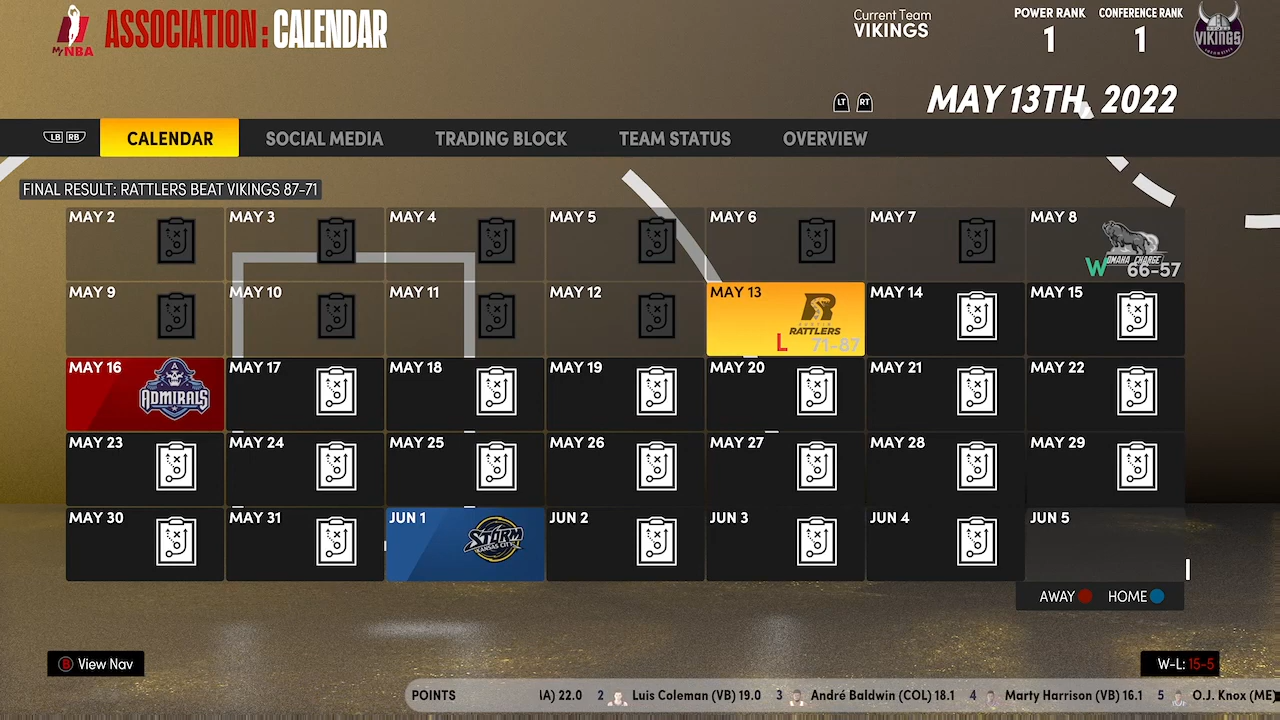 MyNBA
ASSOCIATION: CALENDAR
Current Team
VIKINGS
POWER RANK
1
CONFERENCE RANK
1
VIKINGS
LT RT
MAY 13TH, 2022
LB RB
CALENDAR
SOCIAL MEDIA
TRADING BLOCK
TEAM STATUS
OVERVIEW
FINAL RESULT: RATTLERS BEAT VIKINGS 87-71
MAY 2
MAY 3
MAY 4
MAY 5
MAY 6
MAY 7
MAY 8
OMAHA CHARGE
W 66-57
MAY 9
MAY 10
MAY 11
MAY 12
MAY 13
AUSTIN
RATTLERS
L 71-87
MAY 14
MAY 15
MAY 16
ADMIRALS
MAY 17
MAY 18
MAY 19
MAY 20
MAY 21
MAY 22
MAY 23
MAY 24
MAY 25
MAY 26
MAY 27
MAY 28
MAY 29
MAY 30
MAY 31
JUN 1
STORM
KANSAS CITY
JUN 2
JUN 3
JUN 4
JUN 5
AWAY HOME
B View Nav
W-L: 15-5
POINTS IA) 22.0 2 Luis Coleman (VB) 19.0 3 André Baldwin (COL) 18.1 4 Marty Harrison (VB) 16.1 5 O.J. Knox (ME)